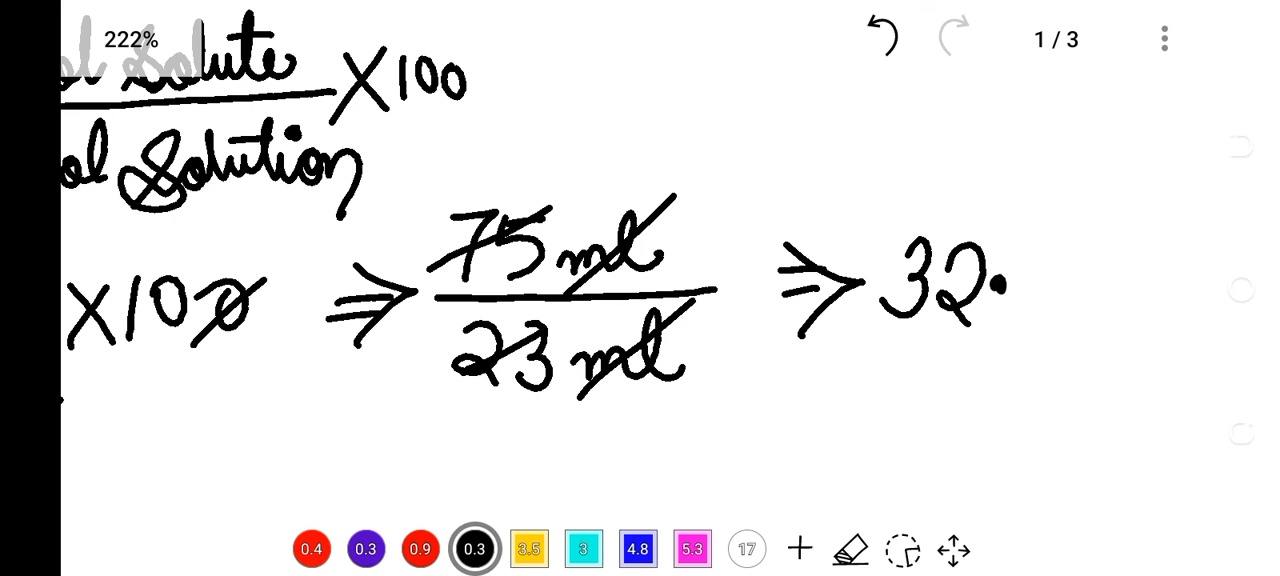 222%
1 / 3
Solute
X100
ol Solution
X100 ⇒ 75 ml ⇒ 32.
23 ml
0.4 0.3 0.9 0.3 3.5 3 4.8 5.3 17